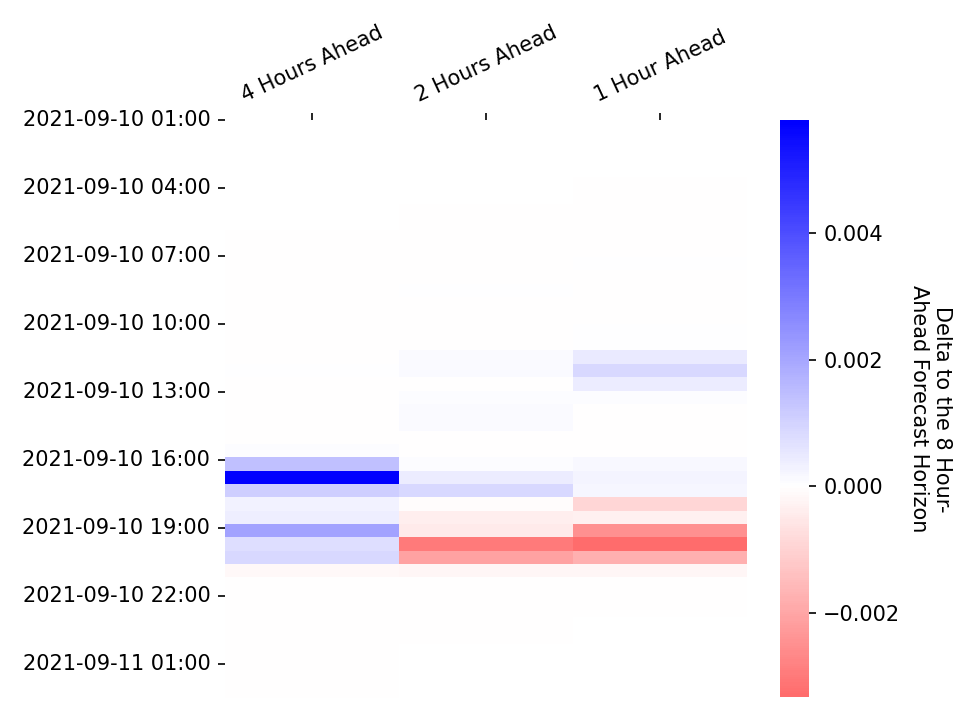 4 Hours Ahead
2 Hours Ahead
1 Hour Ahead
2021-09-10 01:00
2021-09-10 04:00
2021-09-10 07:00
2021-09-10 10:00
2021-09-10 13:00
2021-09-10 16:00
2021-09-10 19:00
2021-09-10 22:00
2021-09-11 01:00
0.004
0.002
0.000
−0.002
Delta to the 8 Hour-
Ahead Forecast Horizon